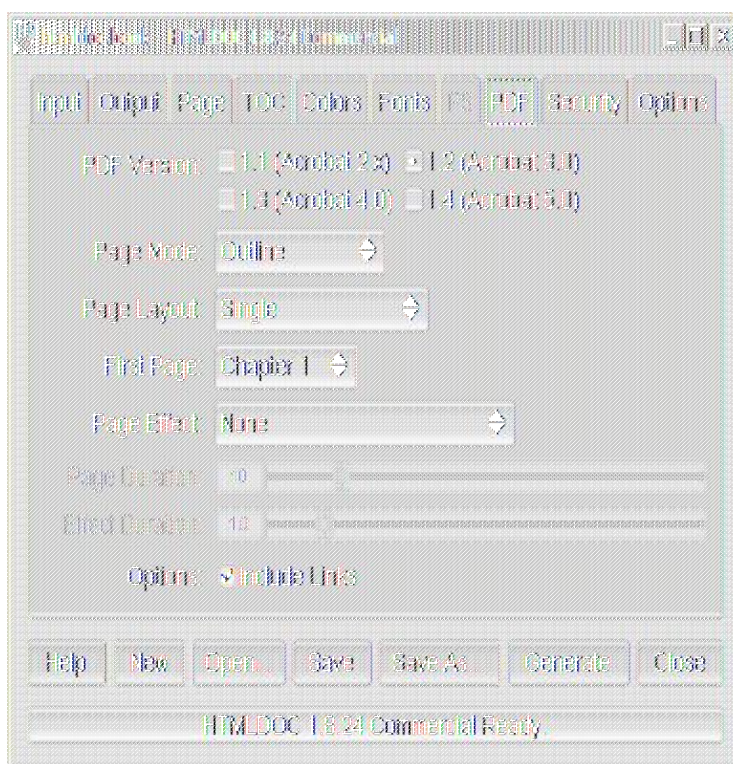 HTMLDOC 1.8.24 Commercial
Input Output Page TOC Colors Fonts PS PDF Security Options
PDF Version: 1.1 (Acrobat 2.x) 1.2 (Acrobat 3.0)
1.3 (Acrobat 4.0) 1.4 (Acrobat 5.0)
Page Mode: Outline
Page Layout: Single
First Page: Chapter 1
Page Effect: None
Page Duration: 10
Effect Duration: 1.0
Options: Include Links
Help New Open... Save Save As... Generate Close
HTMLDOC 1.8.24 Commercial Ready.